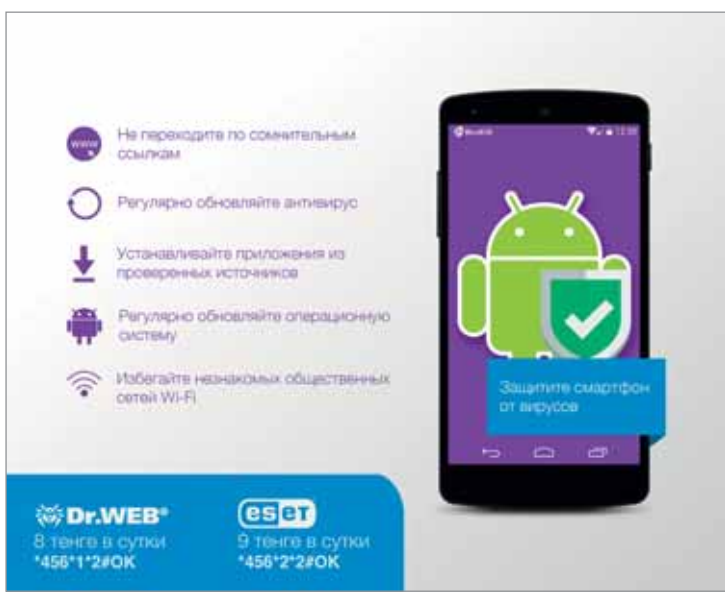 www
Не переходите по сомнительным
ссылкам
Регулярно обновляйте антивирус
Устанавливайте приложения из
проверенных источников
Регулярно обновляйте операционную
систему
Избегайте незнакомых общественных
сетей Wi-Fi
Защитите смартфон
от вирусов
Dr.WEB®
8 тенге в сутки
*456*1*2#OK
eset
9 тенге в сутки
*456*2*2#OK